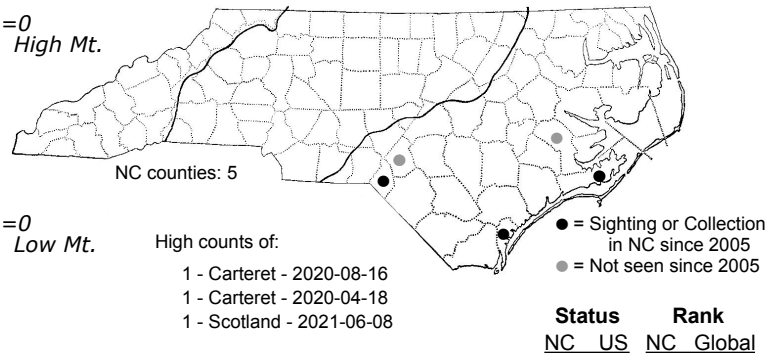 =0
High Mt.
NC counties: 5
=0
Low Mt.
High counts of:
1 - Carteret - 2020-08-16
1 - Carteret - 2020-04-18
1 - Scotland - 2021-06-08
= Sighting or Collection
in NC since 2005
= Not seen since 2005
Status Rank
NC US NC Global